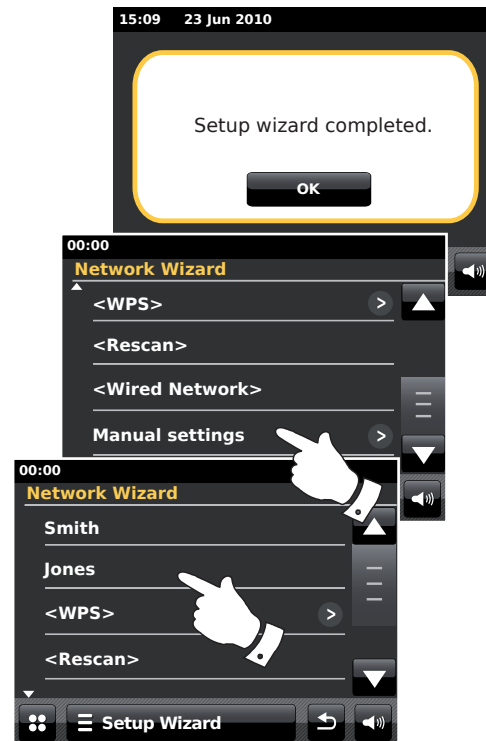 15:09 23 Jun 2010
Setup wizard completed.
OK
00:00
Network Wizard
<WPS>
<Rescan>
<Wired Network>
Manual settings
00:00
Network Wizard
Smith
Jones
<WPS>
<Rescan>
Setup Wizard